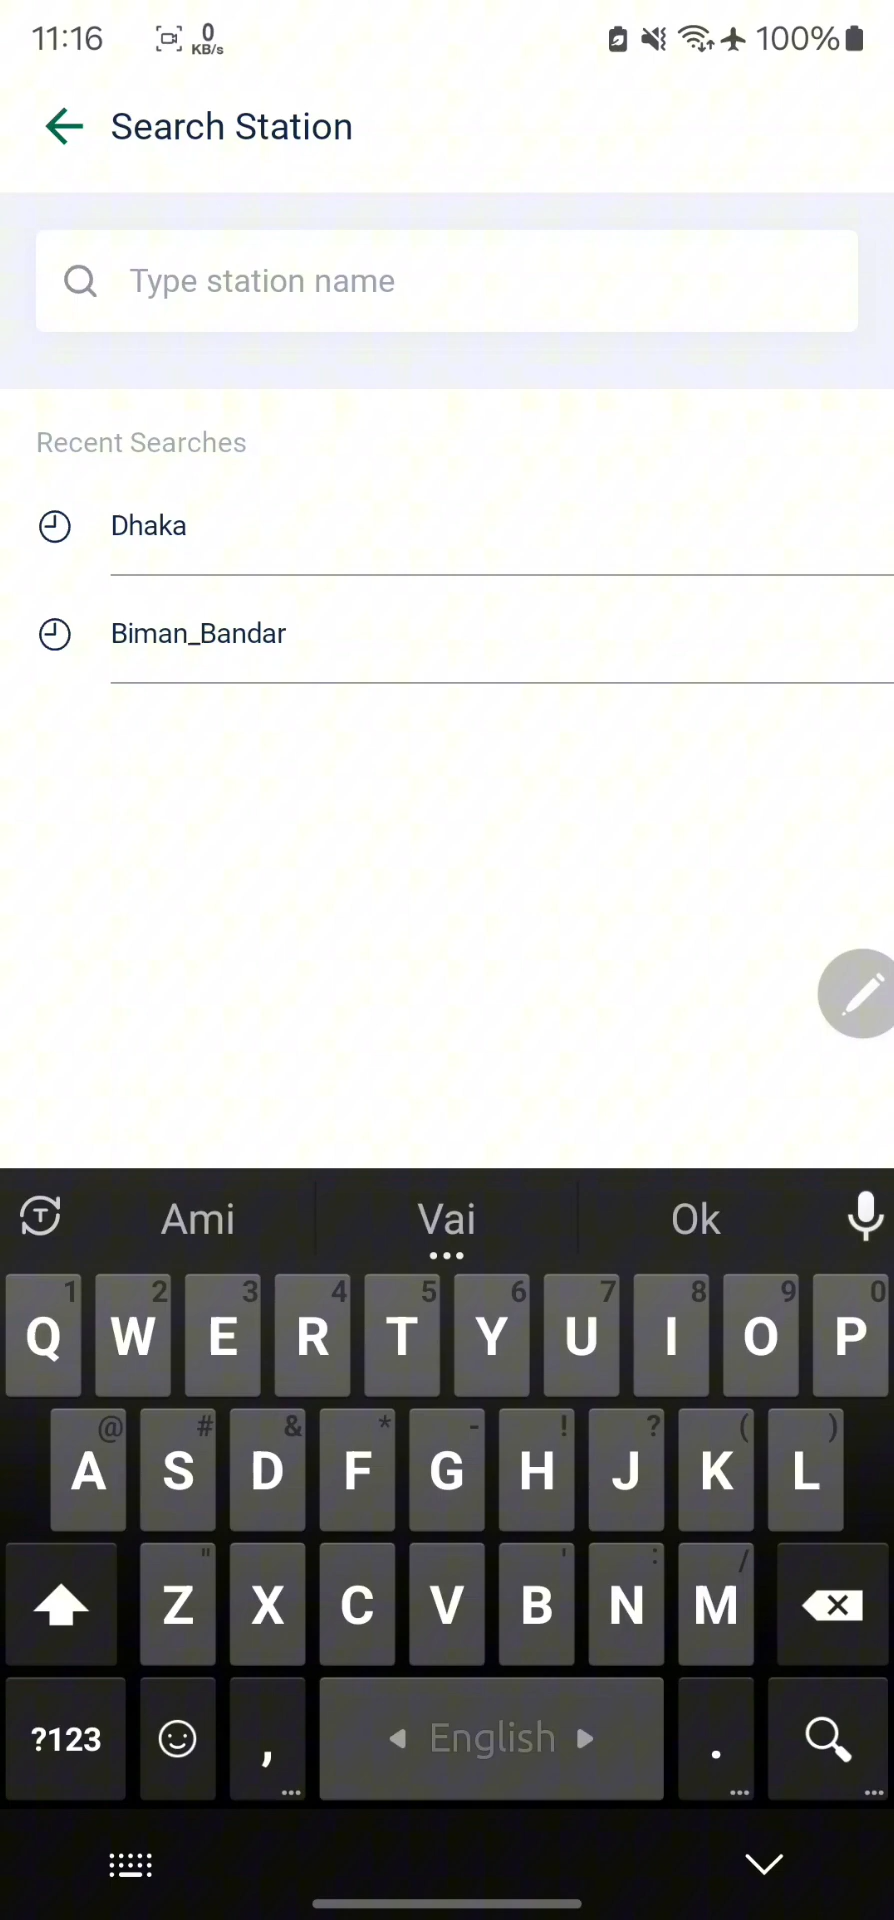 11:16 0 KB/s 100%
Search Station
Type station name
Recent Searches
Dhaka
Biman_Bandar
Ami Vai Ok
1 2 3 4 5 6 7 8 9 0
Q W E R T Y U I O P
@ # & * - ! ? ( )
A S D F G H J K L
" ' : /
Z X C V B N M
?123 , English .